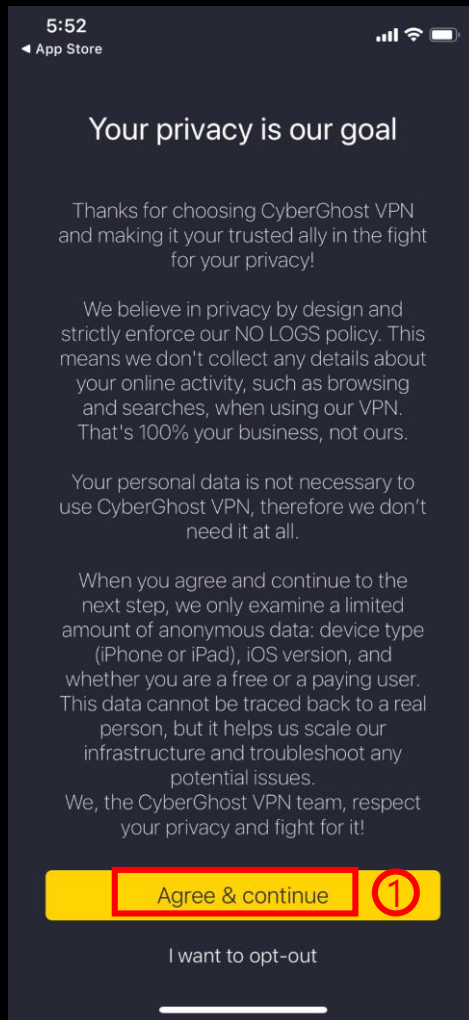 5:52
◀ App Store
Your privacy is our goal
Thanks for choosing CyberGhost VPN
and making it your trusted ally in the fight
for your privacy!
We believe in privacy by design and
strictly enforce our NO LOGS policy. This
means we don't collect any details about
your online activity, such as browsing
and searches, when using our VPN.
That's 100% your business, not ours.
Your personal data is not necessary to
use CyberGhost VPN, therefore we don't
need it at all.
When you agree and continue to the
next step, we only examine a limited
amount of anonymous data: device type
(iPhone or iPad), iOS version, and
whether you are a free or a paying user.
This data cannot be traced back to a real
person, but it helps us scale our
infrastructure and troubleshoot any
potential issues.
We, the CyberGhost VPN team, respect
your privacy and fight for it!
Agree & continue ①
I want to opt-out